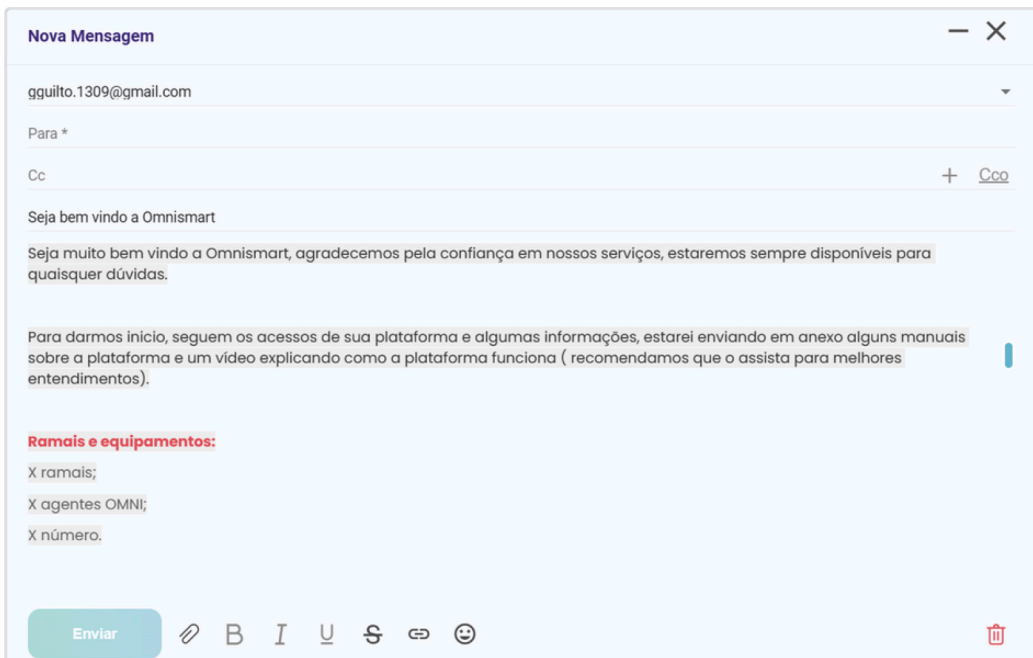 Nova Mensagem
gguilto.1309@gmail.com
Para *
Cc
Cco
Seja bem vindo a Omnismart
Seja muito bem vindo a Omnismart, agradecemos pela confiança em nossos serviços, estaremos sempre disponíveis para
quaisquer dúvidas.
Para darmos inicio, seguem os acessos de sua plataforma e algumas informações, estarei enviando em anexo alguns manuais
sobre a plataforma e um vídeo explicando como a plataforma funciona ( recomendamos que o assista para melhores
entendimentos).
Ramais e equipamentos:
X ramais;
X agentes OMNI;
X número.
Enviar